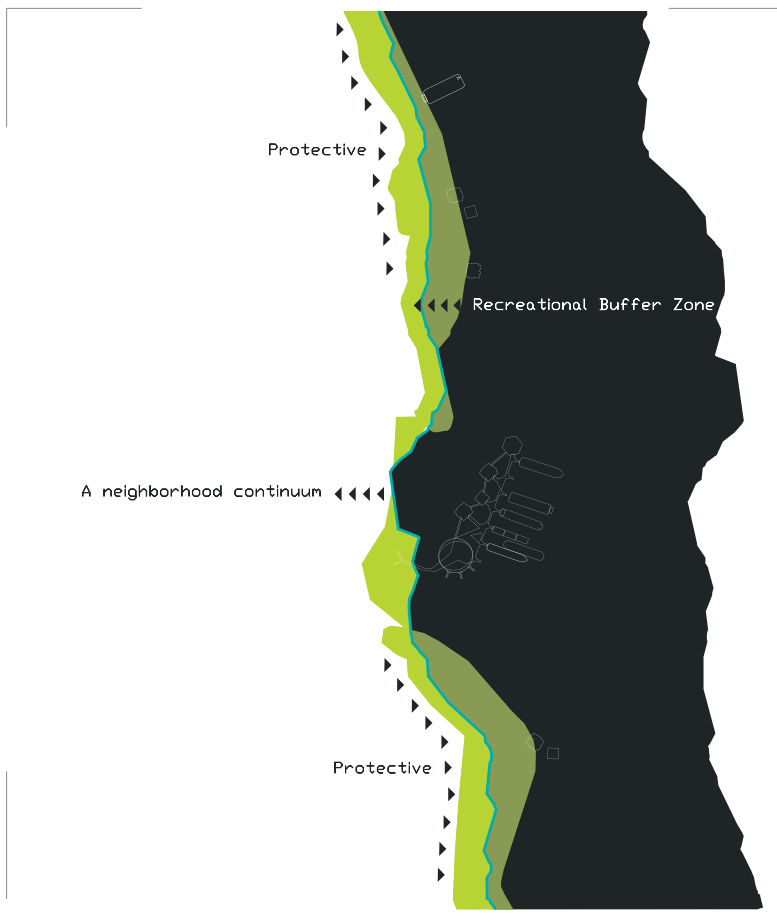 Protective
Recreational Buffer Zone
A neighborhood continuum
Protective